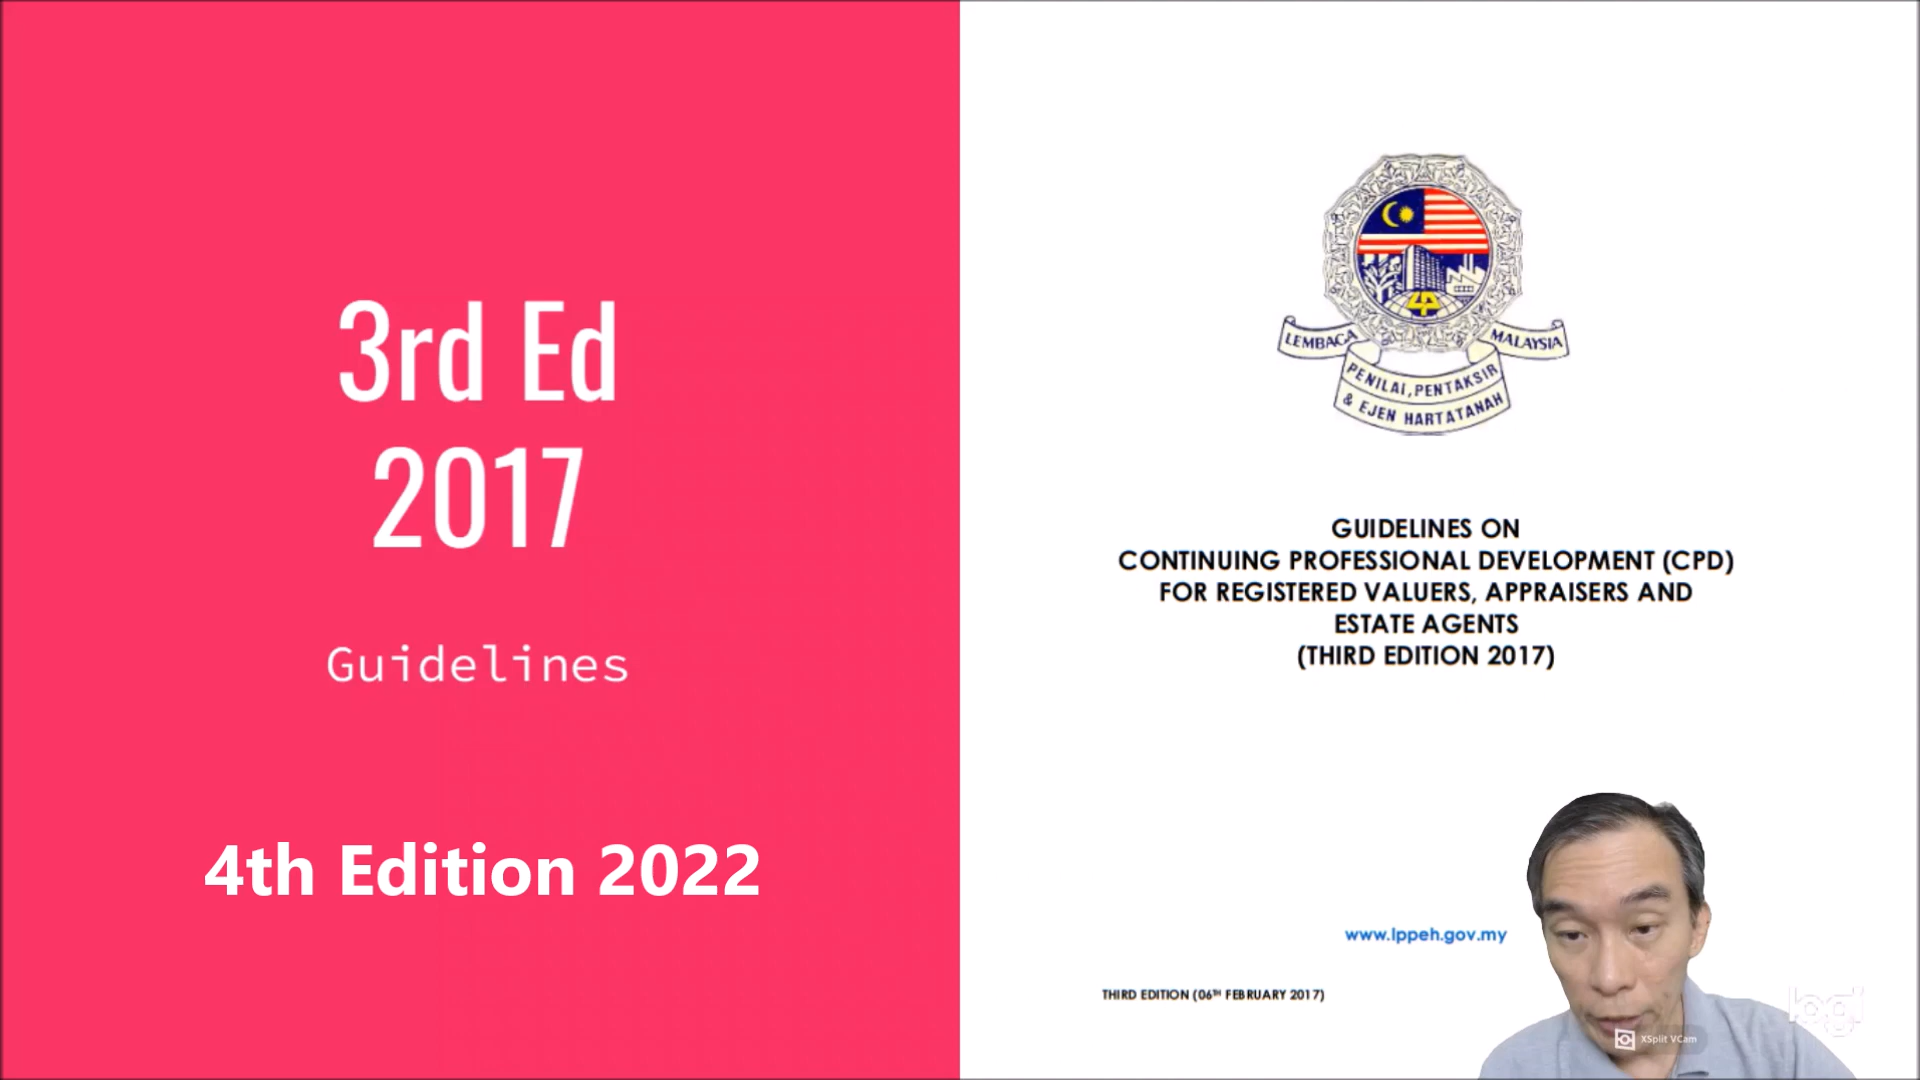 3rd Ed
2017
Guidelines
4th Edition 2022
LEMBAGA
MALAYSIA
PENILAI, PENTAKSIR
& EJEN HARTATANAH
GUIDELINES ON
CONTINUING PROFESSIONAL DEVELOPMENT (CPD)
FOR REGISTERED VALUERS, APPRAISERS AND
ESTATE AGENTS
(THIRD EDITION 2017)
www.lppeh.gov.my
THIRD EDITION (06TH FEBRUARY 2017)
logi
XSplit VCam